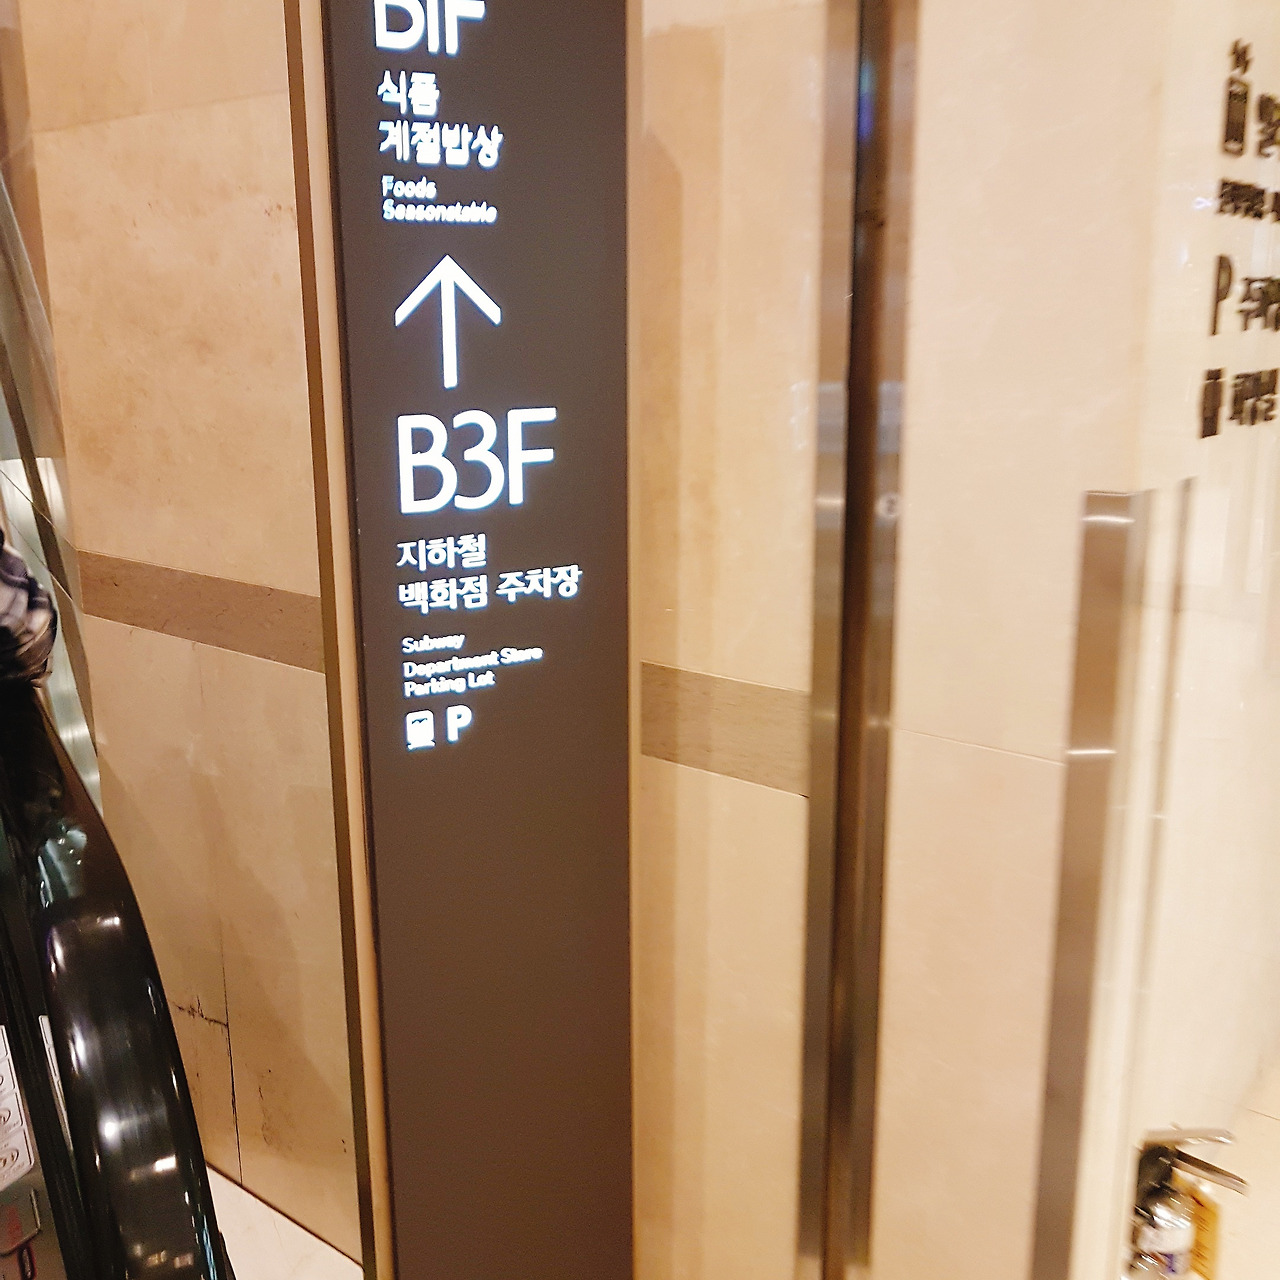 B1F
식품
계절밥상
Foods
Seasonstable
B3F
지하철
백화점 주차장
Subway
Department Store
Parking Lot
P
P